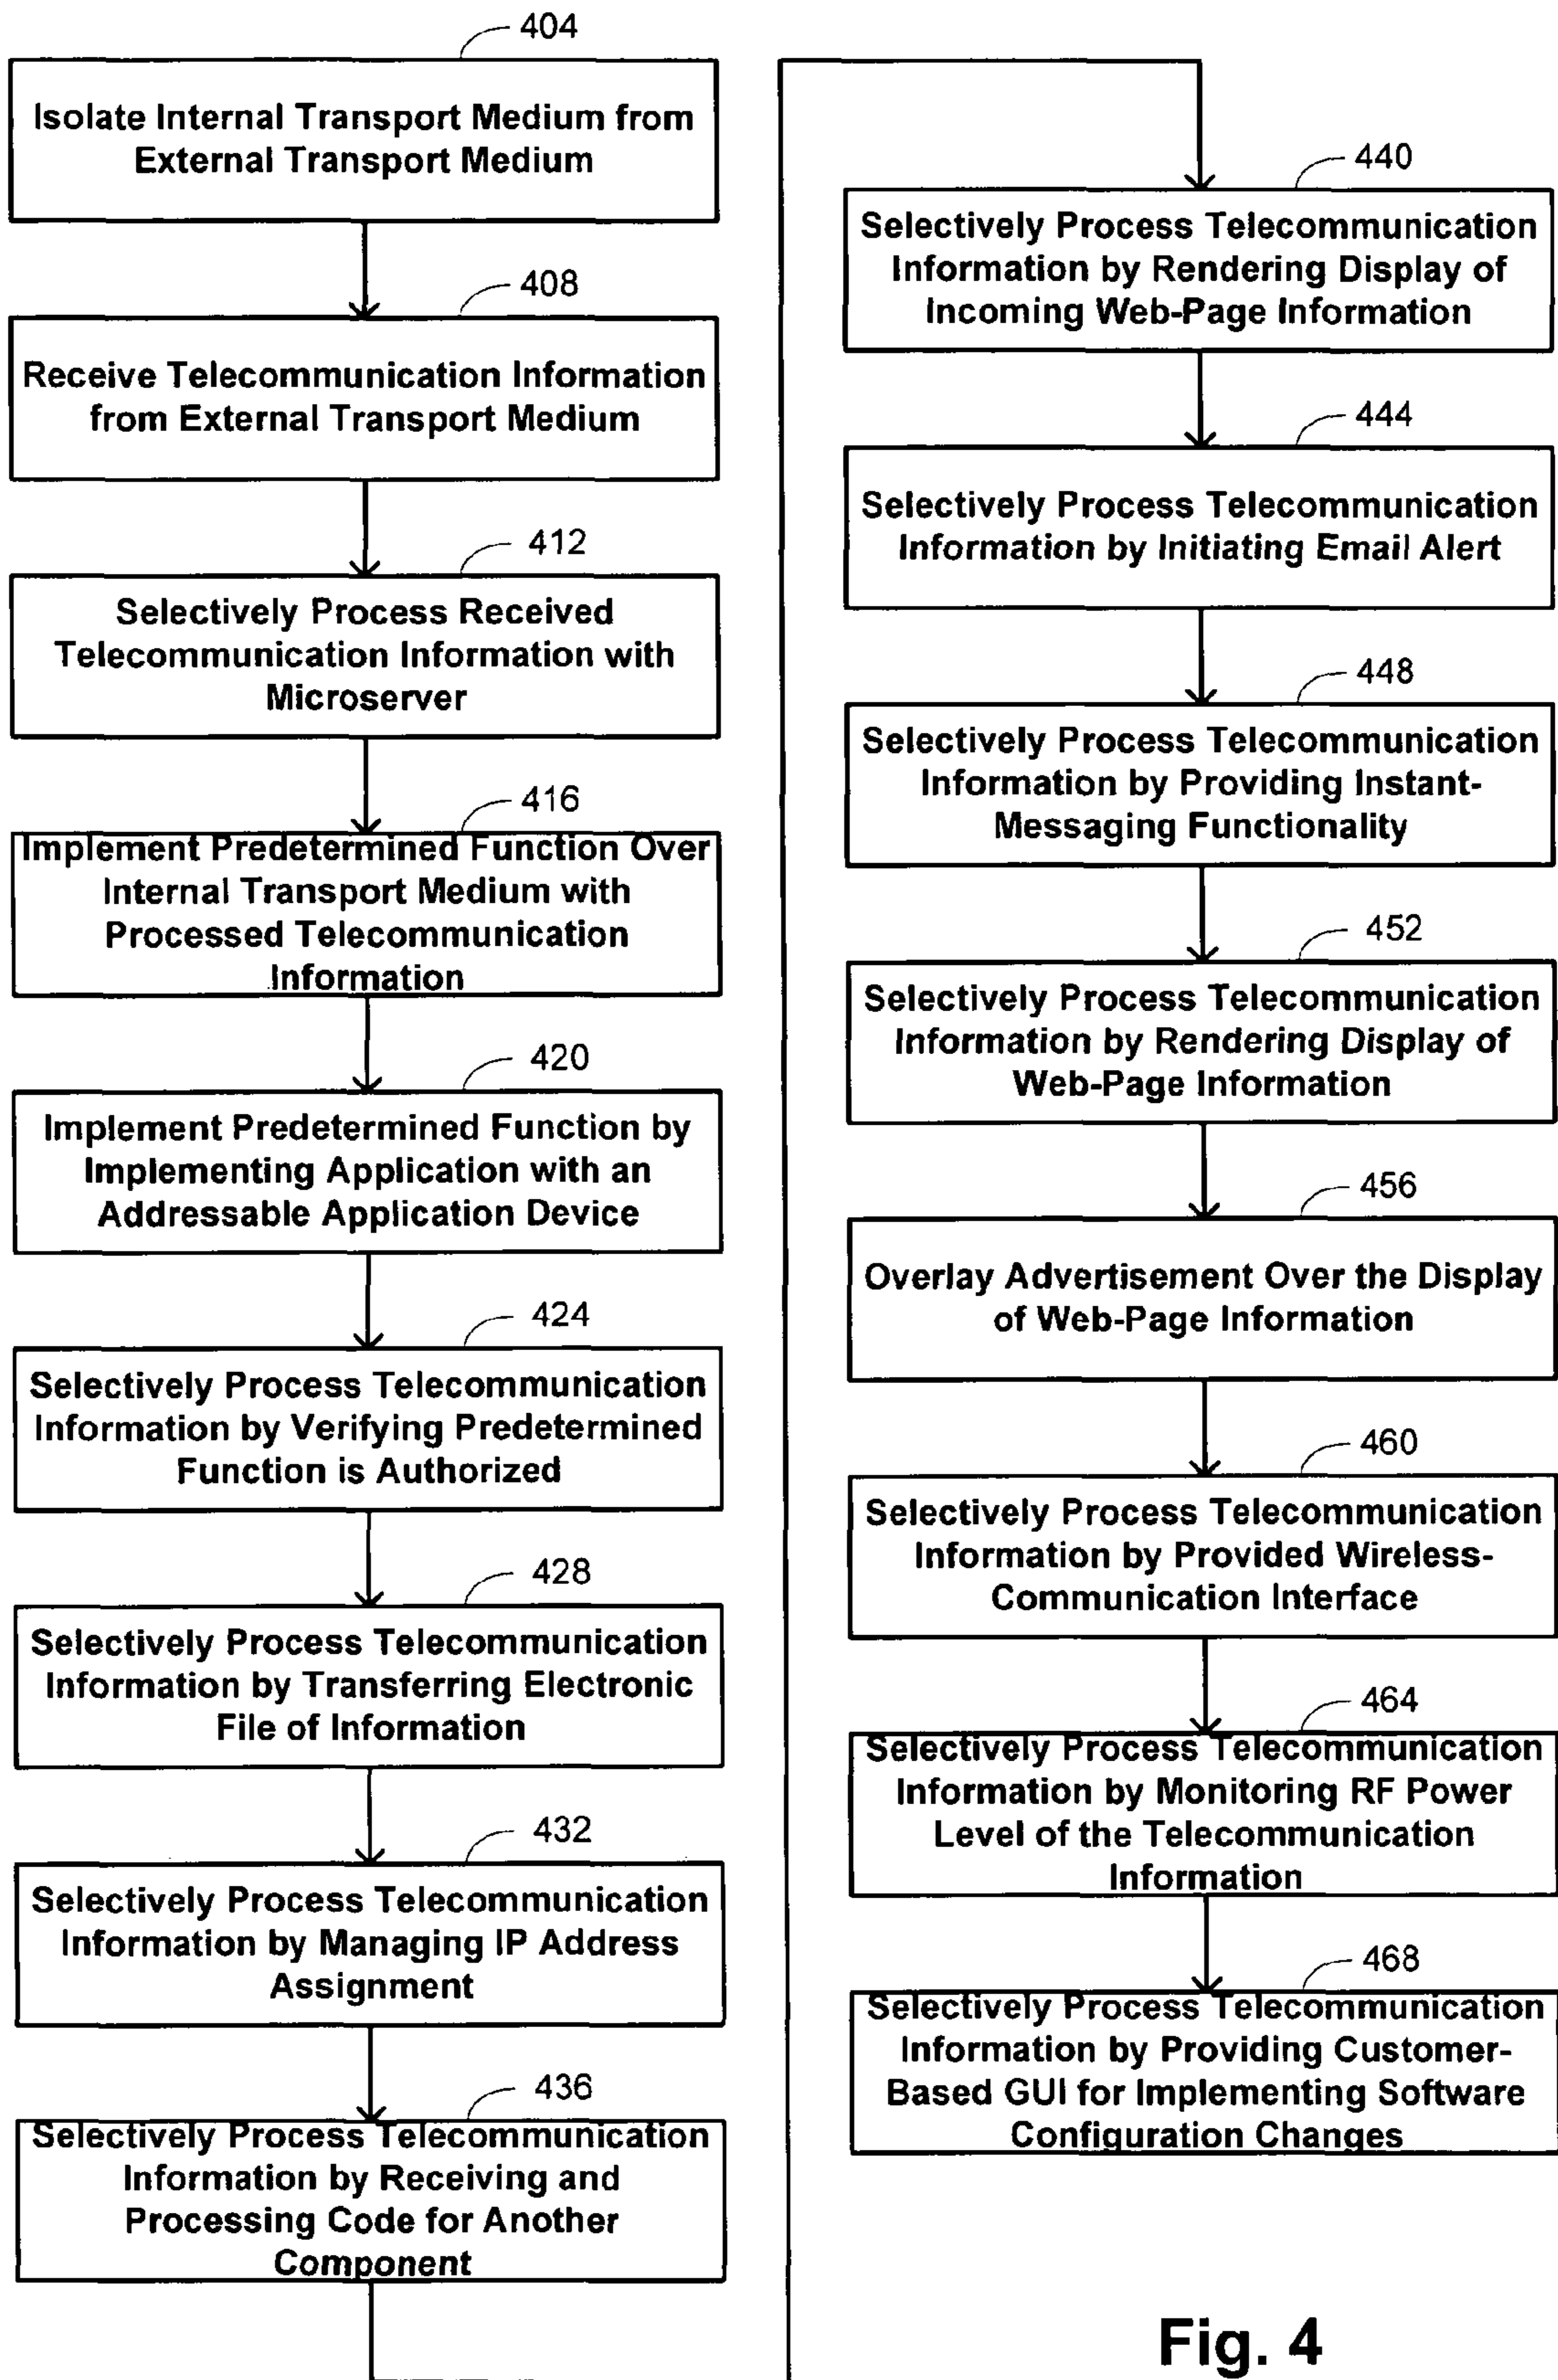 404
Isolate Internal Transport Medium from
External Transport Medium
408
Receive Telecommunication Information
from External Transport Medium
412
Selectively Process Received
Telecommunication Information with
Microserver
416
Implement Predetermined Function Over
Internal Transport Medium with
Processed Telecommunication
Information
420
Implement Predetermined Function by
Implementing Application with an
Addressable Application Device
424
Selectively Process Telecommunication
Information by Verifying Predetermined
Function is Authorized
428
Selectively Process Telecommunication
Information by Transferring Electronic
File of Information
432
Selectively Process Telecommunication
Information by Managing IP Address
Assignment
436
Selectively Process Telecommunication
Information by Receiving and
Processing Code for Another
Component
440
Selectively Process Telecommunication
Information by Rendering Display of
Incoming Web-Page Information
444
Selectively Process Telecommunication
Information by Initiating Email Alert
448
Selectively Process Telecommunication
Information by Providing Instant-
Messaging Functionality
452
Selectively Process Telecommunication
Information by Rendering Display of
Web-Page Information
456
Overlay Advertisement Over the Display
of Web-Page Information
460
Selectively Process Telecommunication
Information by Provided Wireless-
Communication Interface
464
Selectively Process Telecommunication
Information by Monitoring RF Power
Level of the Telecommunication
Information
468
Selectively Process Telecommunication
Information by Providing Customer-
Based GUI for Implementing Software
Configuration Changes
Fig. 4